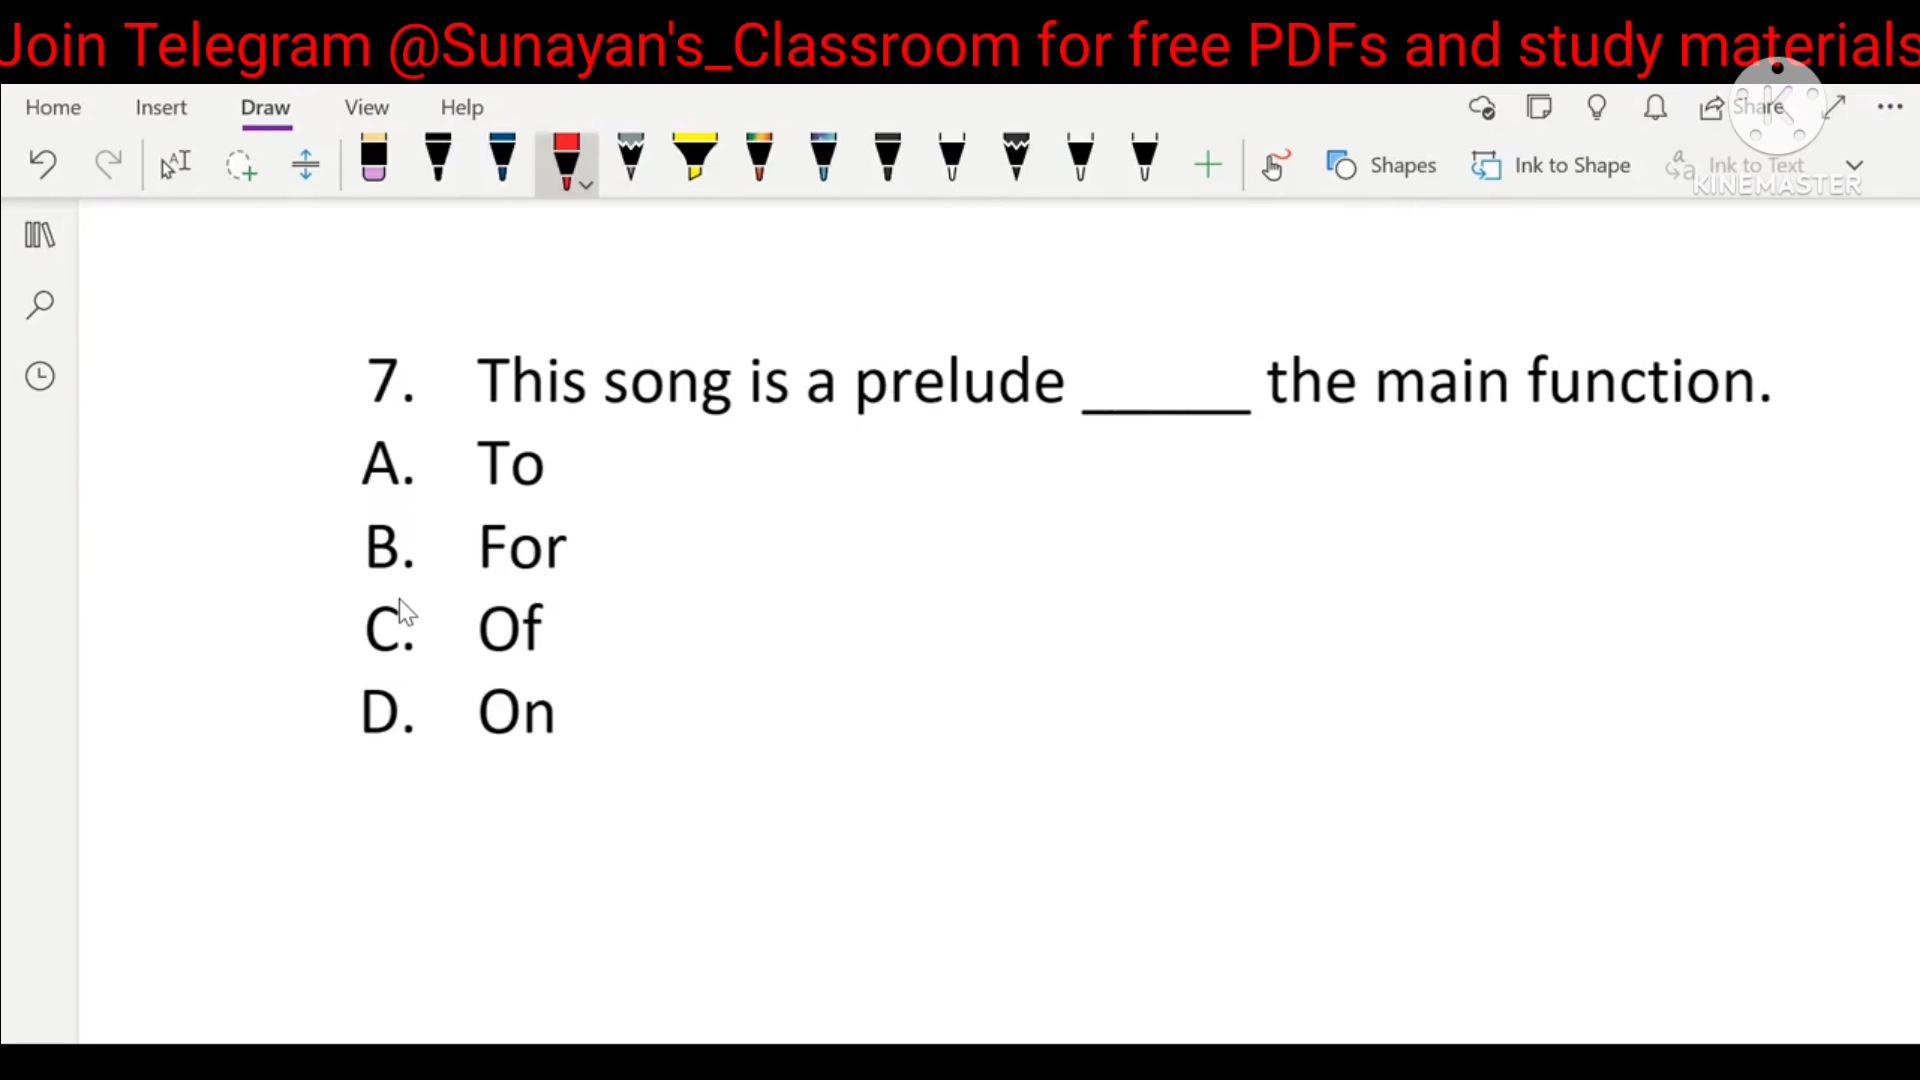 Join Telegram @Sunayan's_Classroom for free PDFs and study materials
Home Insert Draw View Help Share
Shapes Ink to Shape Ink to Text
KINEMASTER
7. This song is a prelude ______ the main function.
A. To
B. For
C. Of
D. On